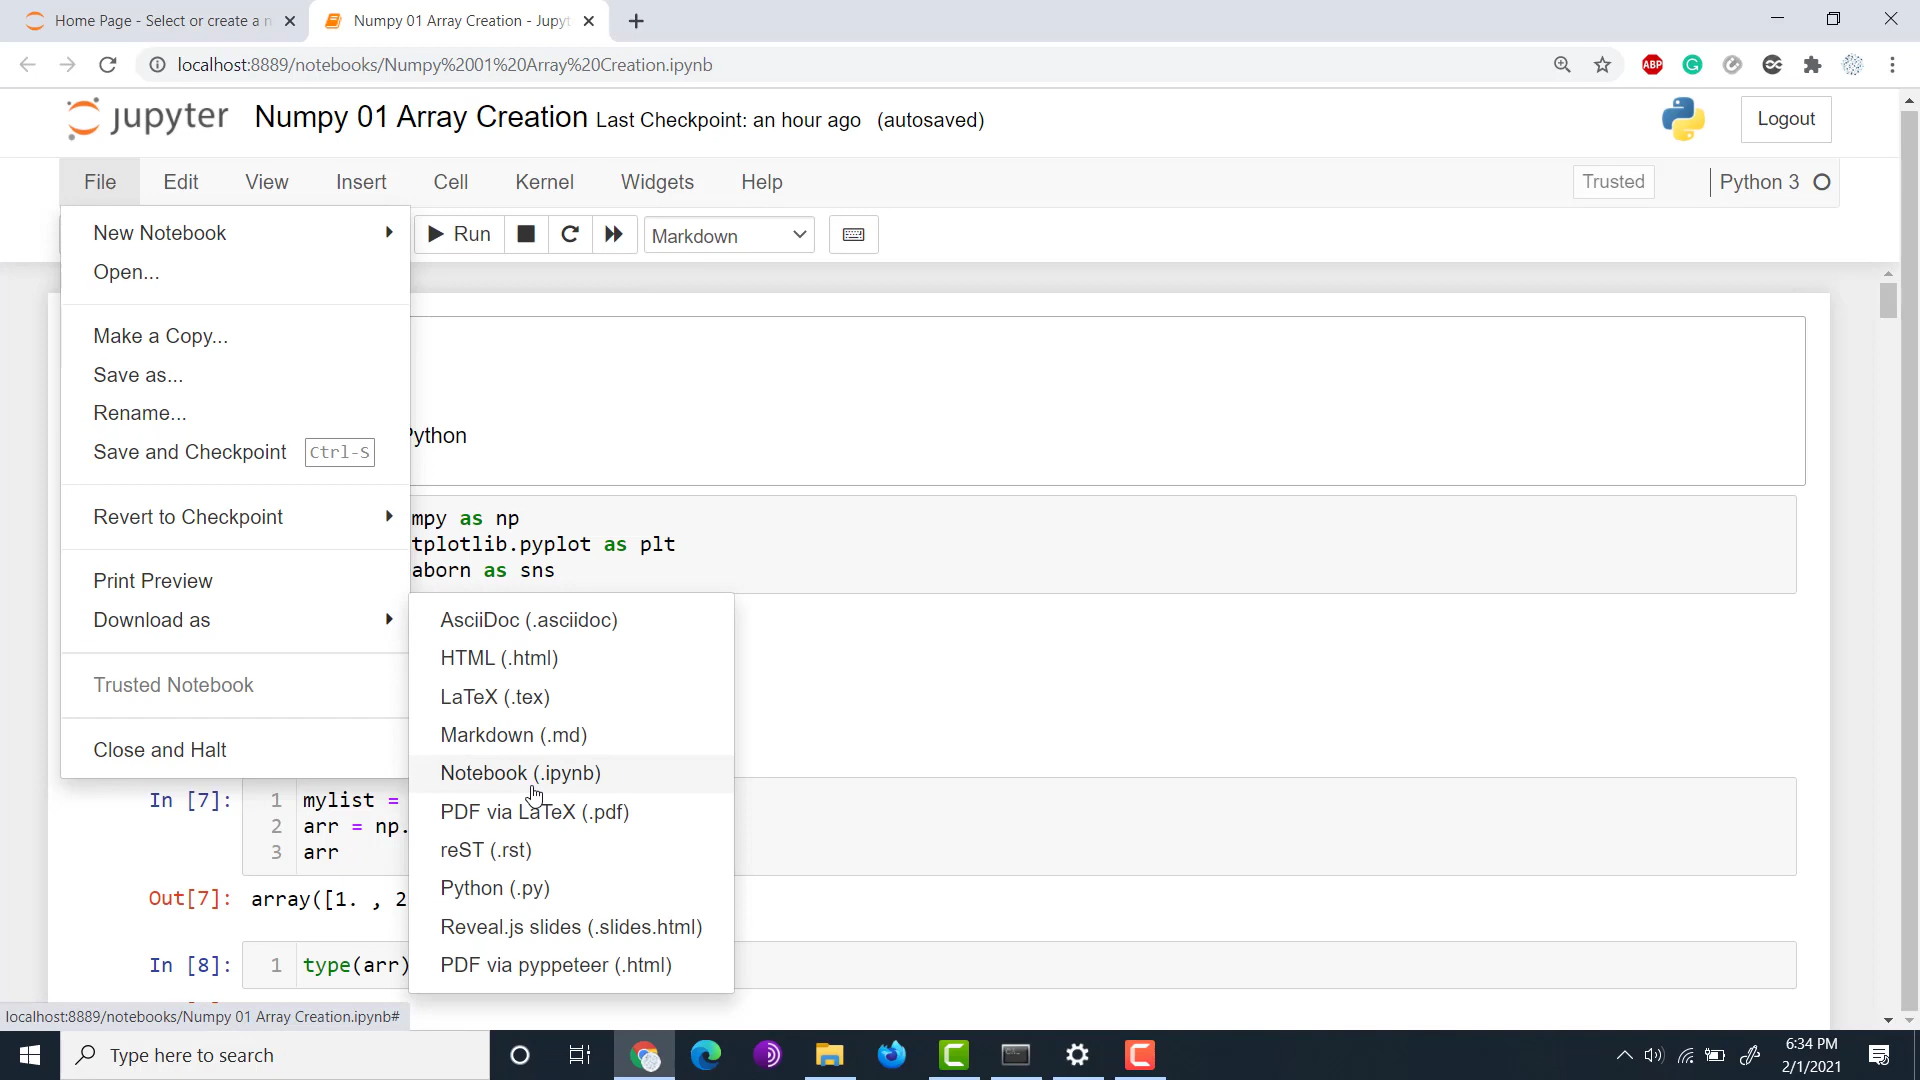 Home Page - Select or create a n
Numpy 01 Array Creation - Jupyt
localhost:8889/notebooks/Numpy%2001%20Array%20Creation.ipynb
ABP
jupyter Numpy 01 Array Creation Last Checkpoint: an hour ago (autosaved)
Logout
File Edit View Insert Cell Kernel Widgets Help
Trusted
Python 3
New Notebook
Open...
Make a Copy...
Save as...
Rename...
Save and Checkpoint Ctrl-S
Revert to Checkpoint
Print Preview
Download as
Trusted Notebook
Close and Halt
Run
Markdown
Python
mpy as np
tplotlib.pyplot as plt
aborn as sns
AsciiDoc (.asciidoc)
HTML (.html)
LaTeX (.tex)
Markdown (.md)
Notebook (.ipynb)
PDF via LaTeX (.pdf)
reST (.rst)
Python (.py)
Reveal.js slides (.slides.html)
PDF via pyppeteer (.html)
In [7]: 1 mylist =
2 arr = np.
3 arr
Out[7]: array([1. , 2
In [8]: 1 type(arr)
localhost:8889/notebooks/Numpy 01 Array Creation.ipynb#
Type here to search
6:34 PM
2/1/2021